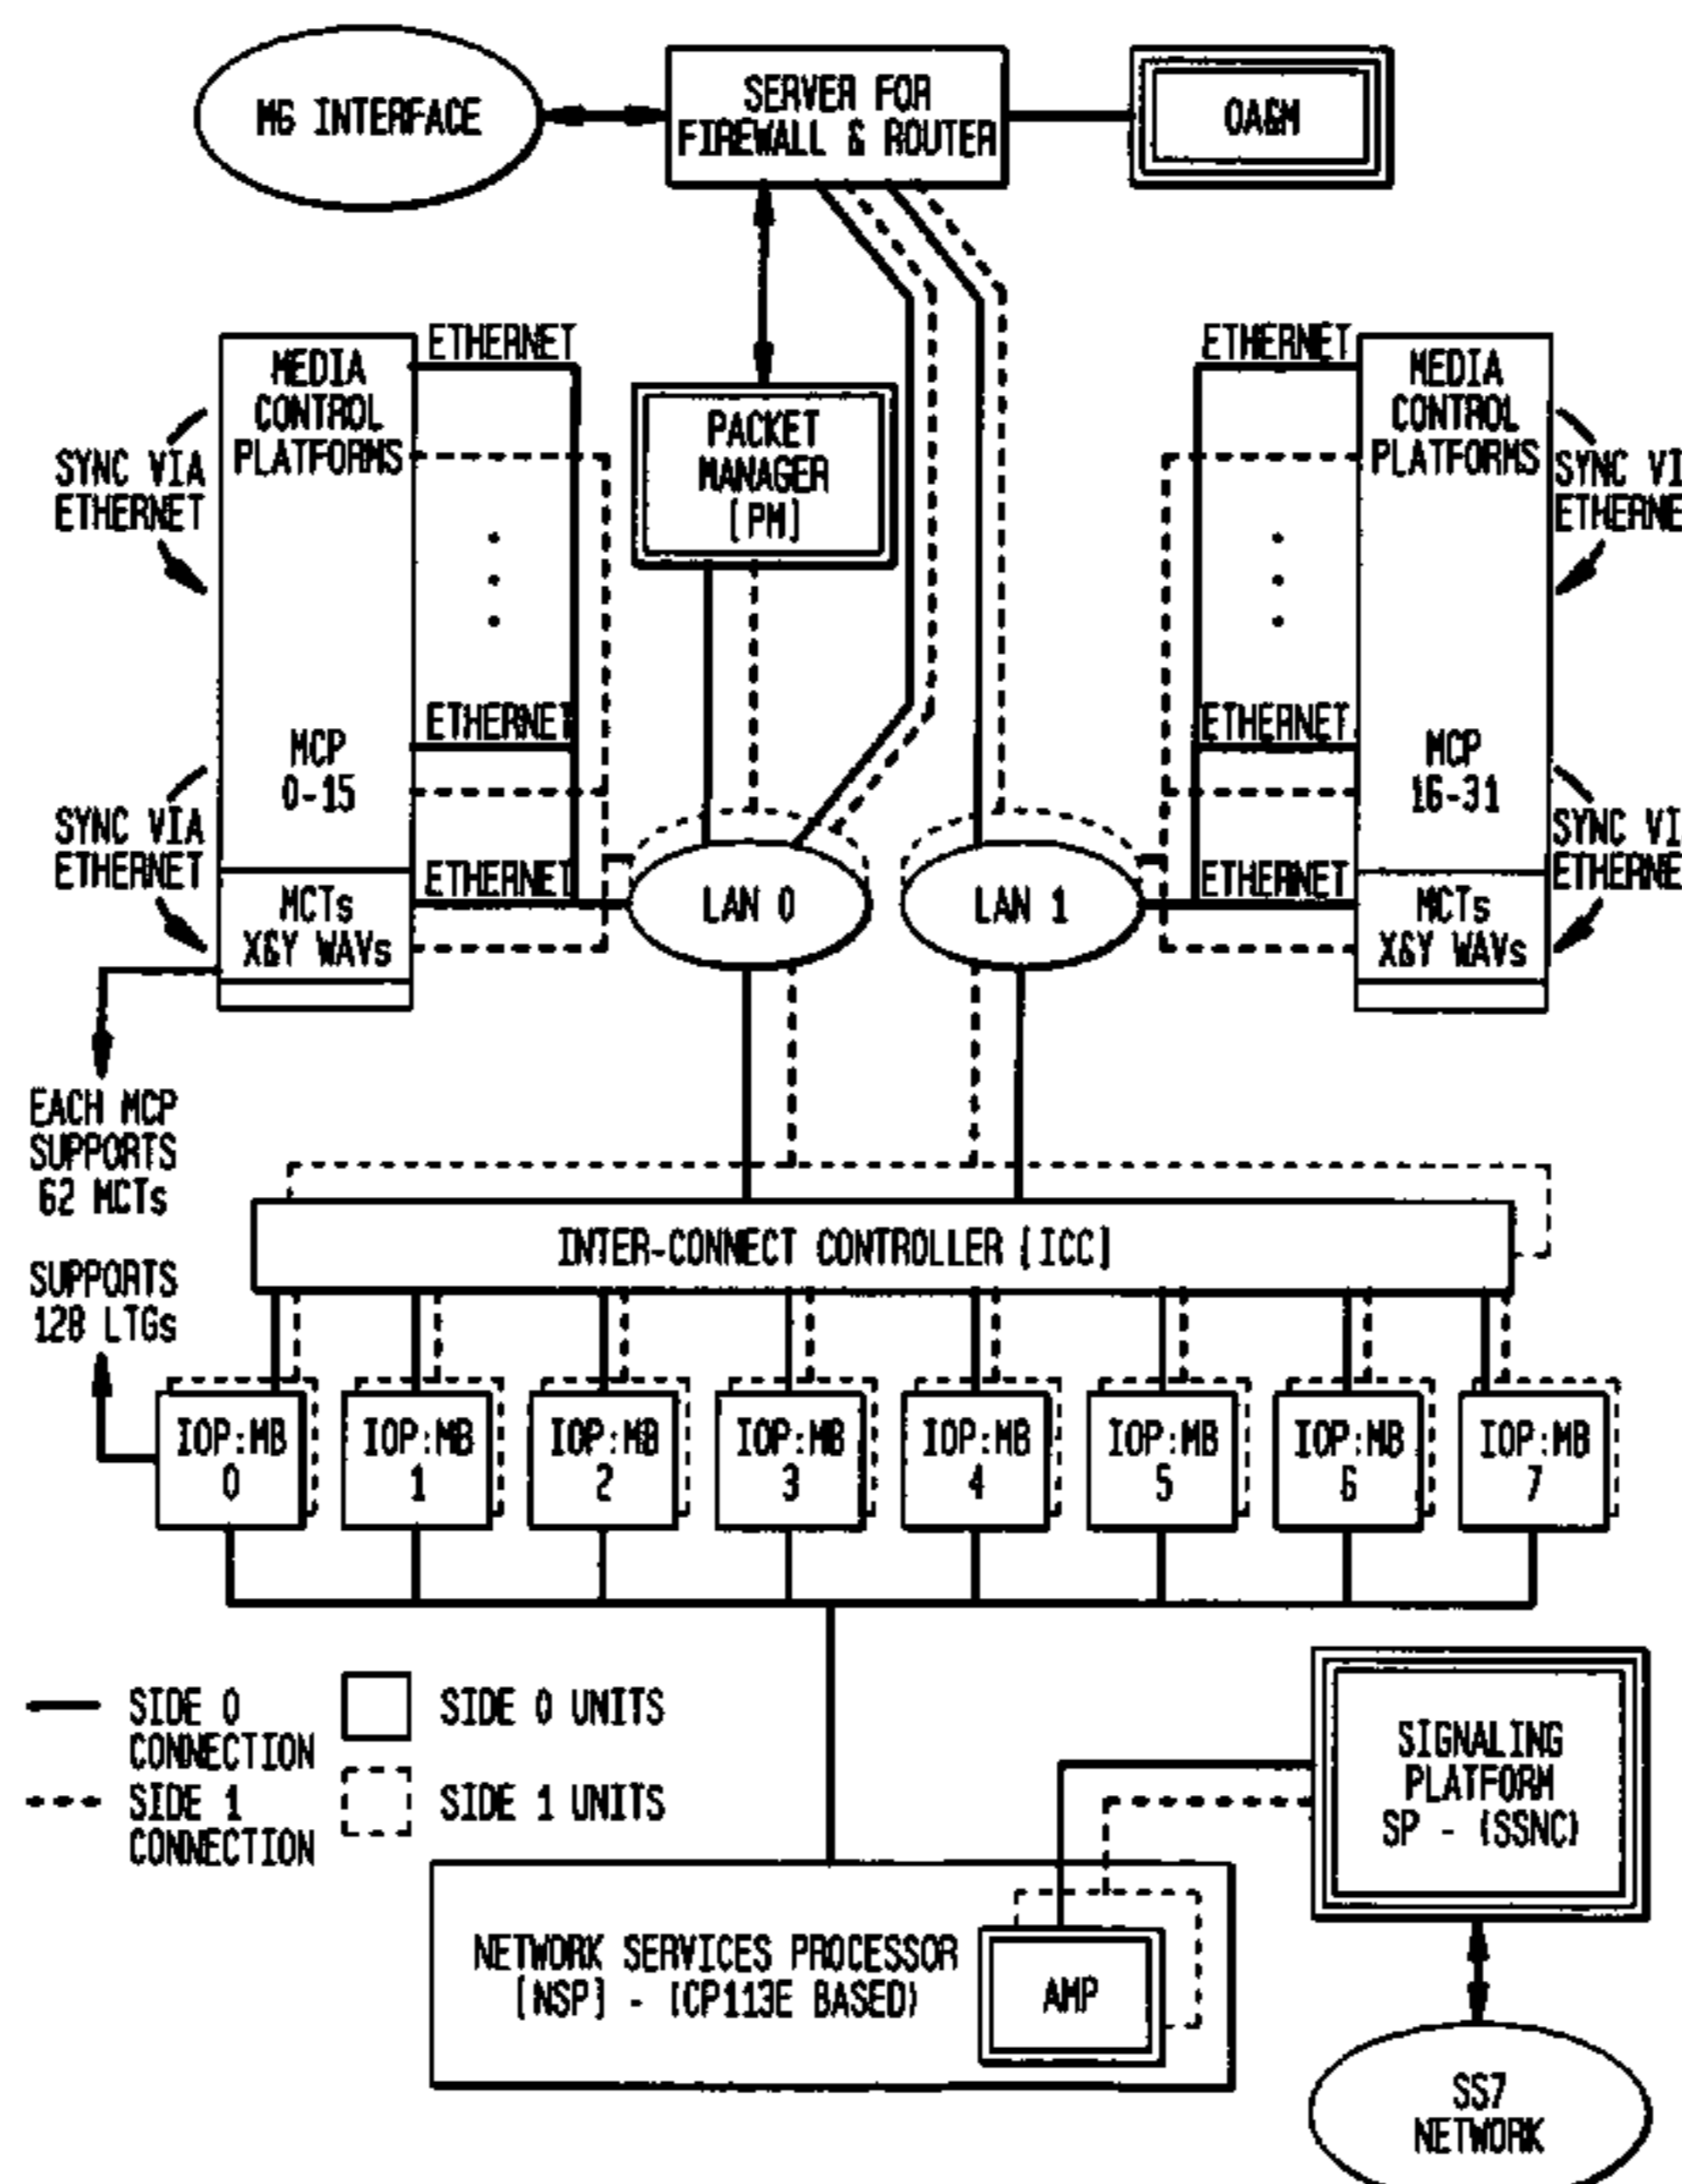 MG INTERFACE
SERVER FOR
FIREWALL & ROUTER
OA&M
ETHERNET
ETHERNET
MEDIA
CONTROL
PLATFORMS
SYNC VIA
ETHERNET
PACKET
MANAGER
[PM]
MEDIA
CONTROL
PLATFORMS
SYNC VI
ETHERNE
ETHERNET
ETHERNET
MCP
0-15
MCP
16-31
SYNC VIA
ETHERNET
SYNC VI
ETHERNE
ETHERNET
ETHERNET
MCTs
X&Y WAVs
LAN 0
LAN 1
MCTs
X&Y WAVs
EACH MCP
SUPPORTS
62 MCTs
INTER-CONNECT CONTROLLER [ICC]
SUPPORTS
128 LTGs
IOP:MB
0
IOP:MB
1
IOP:MB
2
IOP:MB
3
IOP:MB
4
IOP:MB
5
IOP:MB
6
IOP:MB
7
SIDE 0
CONNECTION
SIDE 0 UNITS
SIDE 1
CONNECTION
SIDE 1 UNITS
SIGNALING
PLATFORM
SP - (SSNC)
NETWORK SERVICES PROCESSOR
[NSP] - (CP113E BASED)
AMP
SS7
NETWORK